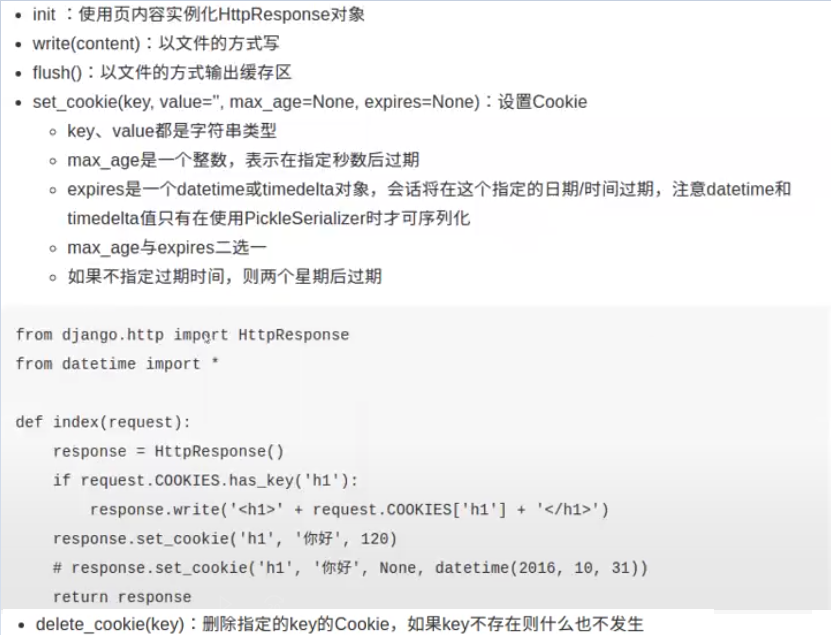 • init ：使用页内容实例化HttpResponse对象
• write(content)：以文件的方式写
• flush()：以文件的方式输出缓存区
• set_cookie(key, value='', max_age=None, expires=None)：设置Cookie
◦ key、value都是字符串类型
◦ max_age是一个整数，表示在指定秒数后过期
◦ expires是一个datetime或timedelta对象，会话将在这个指定的日期/时间过期，注意datetime和
timedelta值只有在使用PickleSerializer时才可序列化
◦ max_age与expires二选一
◦ 如果不指定过期时间，则两个星期后过期
from django.http import HttpResponse
from datetime import *
def index(request):
    response = HttpResponse()
    if request.COOKIES.has_key('h1'):
        response.write('<h1>' + request.COOKIES['h1'] + '</h1>')
    response.set_cookie('h1', '你好', 120)
    # response.set_cookie('h1', '你好', None, datetime(2016, 10, 31))
    return response
• delete_cookie(key)：删除指定的key的Cookie，如果key不存在则什么也不发生